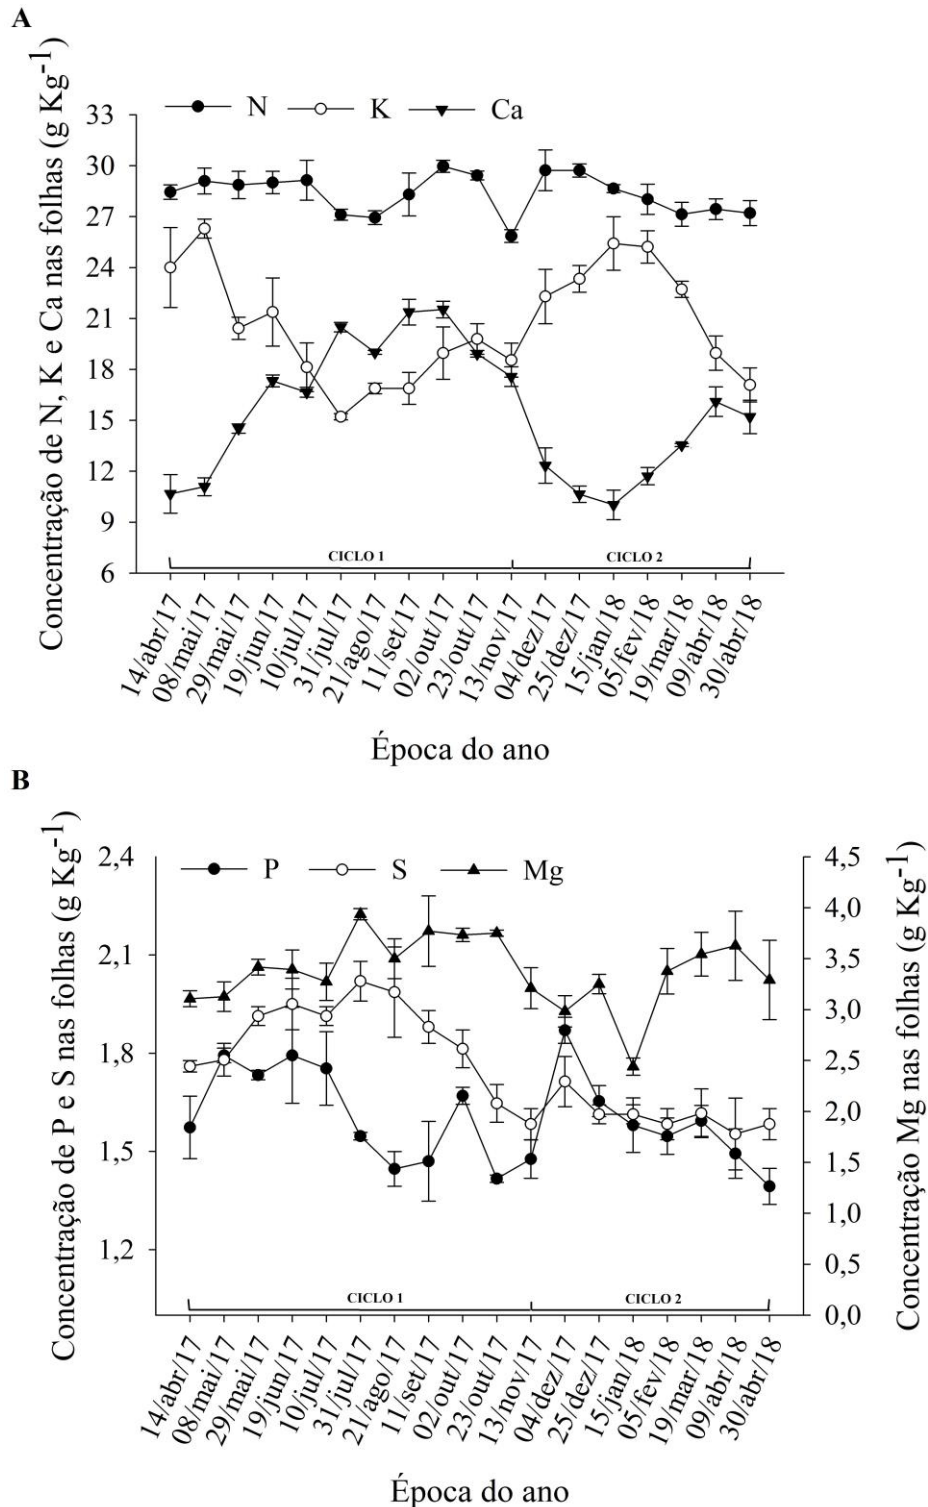 A
Concentração de N, K e Ca nas folhas (g Kg-1)
N K Ca
33
30
27
24
21
18
15
12
9
6
CICLO 1 CICLO 2
14/abr/17
08/mai/17
29/mai/17
19/jun/17
10/jul/17
31/jul/17
21/ago/17
11/set/17
02/out/17
23/out/17
13/nov/17
04/dez/17
25/dez/17
15/jan/18
05/fev/18
19/mar/18
09/abr/18
30/abr/18
Época do ano
B
Concentração de P e S nas folhas (g Kg-1)
P S Mg
2,4
2,1
1,8
1,5
1,2
4,5
4,0
3,5
3,0
2,5
2,0
1,5
1,0
0,5
0,0
Concentração Mg nas folhas (g Kg-1)
CICLO 1 CICLO 2
14/abr/17
08/mai/17
29/mai/17
19/jun/17
10/jul/17
31/jul/17
21/ago/17
11/set/17
02/out/17
23/out/17
13/nov/17
04/dez/17
25/dez/17
15/jan/18
05/fev/18
19/mar/18
09/abr/18
30/abr/18
Época do ano